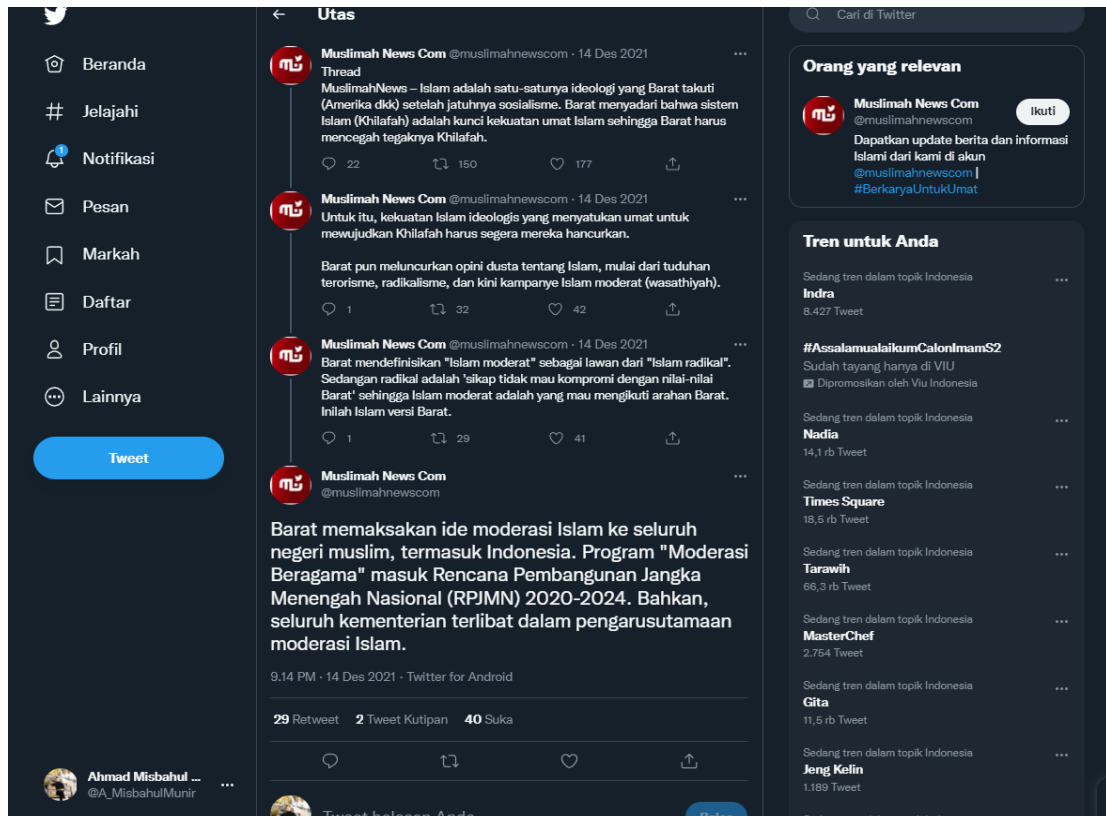 Utas
Cari di Twitter
Beranda
Jelajahi
1
Notifikasi
Pesan
Markah
Daftar
Profil
Lainnya
Tweet
Muslimah News Com @muslimahnewscom · 14 Des 2021
Thread
MuslimahNews – Islam adalah satu-satunya ideologi yang Barat takuti
(Amerika dkk) setelah jatuhnya sosialisme. Barat menyadari bahwa sistem
Islam (Khilafah) adalah kunci kekuatan umat Islam sehingga Barat harus
mencegah tegaknya Khilafah.
22 150 177
Muslimah News Com @muslimahnewscom · 14 Des 2021
Untuk itu, kekuatan Islam ideologis yang menyatukan umat untuk
mewujudkan Khilafah harus segera mereka hancurkan.
Barat pun meluncurkan opini dusta tentang Islam, mulai dari tuduhan
terorisme, radikalisme, dan kini kampanye Islam moderat (wasathiyah).
1 32 42
Muslimah News Com @muslimahnewscom · 14 Des 2021
Barat mendefinisikan "Islam moderat" sebagai lawan dari "Islam radikal".
Sedangan radikal adalah 'sikap tidak mau kompromi dengan nilai-nilai
Barat' sehingga Islam moderat adalah yang mau mengikuti arahan Barat.
Inilah Islam versi Barat.
1 29 41
Muslimah News Com
@muslimahnewscom
Barat memaksakan ide moderasi Islam ke seluruh
negeri muslim, termasuk Indonesia. Program "Moderasi
Beragama" masuk Rencana Pembangunan Jangka
Menengah Nasional (RPJMN) 2020-2024. Bahkan,
seluruh kementerian terlibat dalam pengarusutamaan
moderasi Islam.
9.14 PM · 14 Des 2021 · Twitter for Android
29 Retweet 2 Tweet Kutipan 40 Suka
Tweet balasan Anda
Balas
Ahmad Misbahul ...
@A_MisbahulMunir
Orang yang relevan
Muslimah News Com
@muslimahnewscom
Ikuti
Dapatkan update berita dan informasi
Islami dari kami di akun
@muslimahnewscom |
#BerkaryaUntukUmat
Tren untuk Anda
Sedang tren dalam topik Indonesia
Indra
8.427 Tweet
#AssalamualaikumCalonImamS2
Sudah tayang hanya di VIU
Dipromosikan oleh Viu Indonesia
Sedang tren dalam topik Indonesia
Nadia
14,1 rb Tweet
Sedang tren dalam topik Indonesia
Times Square
18,5 rb Tweet
Sedang tren dalam topik Indonesia
Tarawih
66,3 rb Tweet
Sedang tren dalam topik Indonesia
MasterChef
2.754 Tweet
Sedang tren dalam topik Indonesia
Gita
11,5 rb Tweet
Sedang tren dalam topik Indonesia
Jeng Kelin
1.189 Tweet